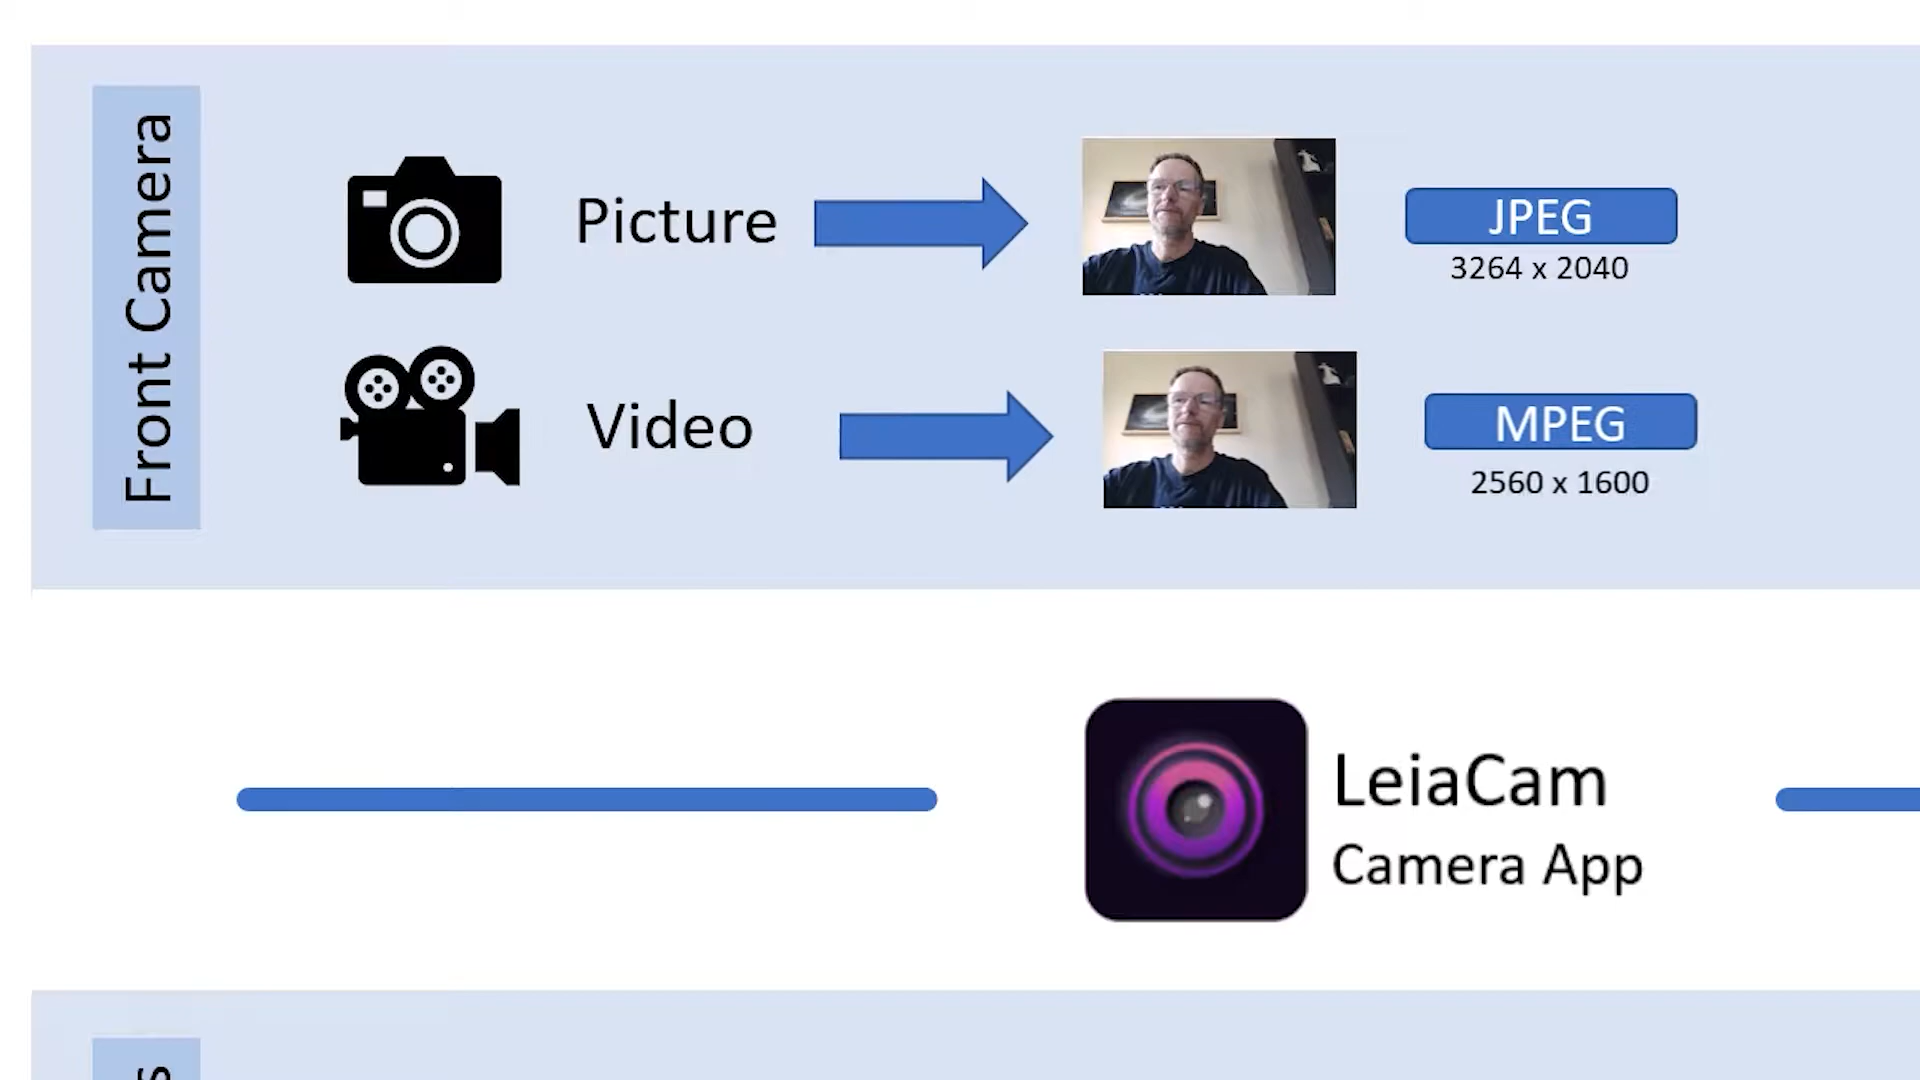 Front Camera
Picture
JPEG
3264 x 2040
Video
MPEG
2560 x 1600
LeiaCam
Camera App
s